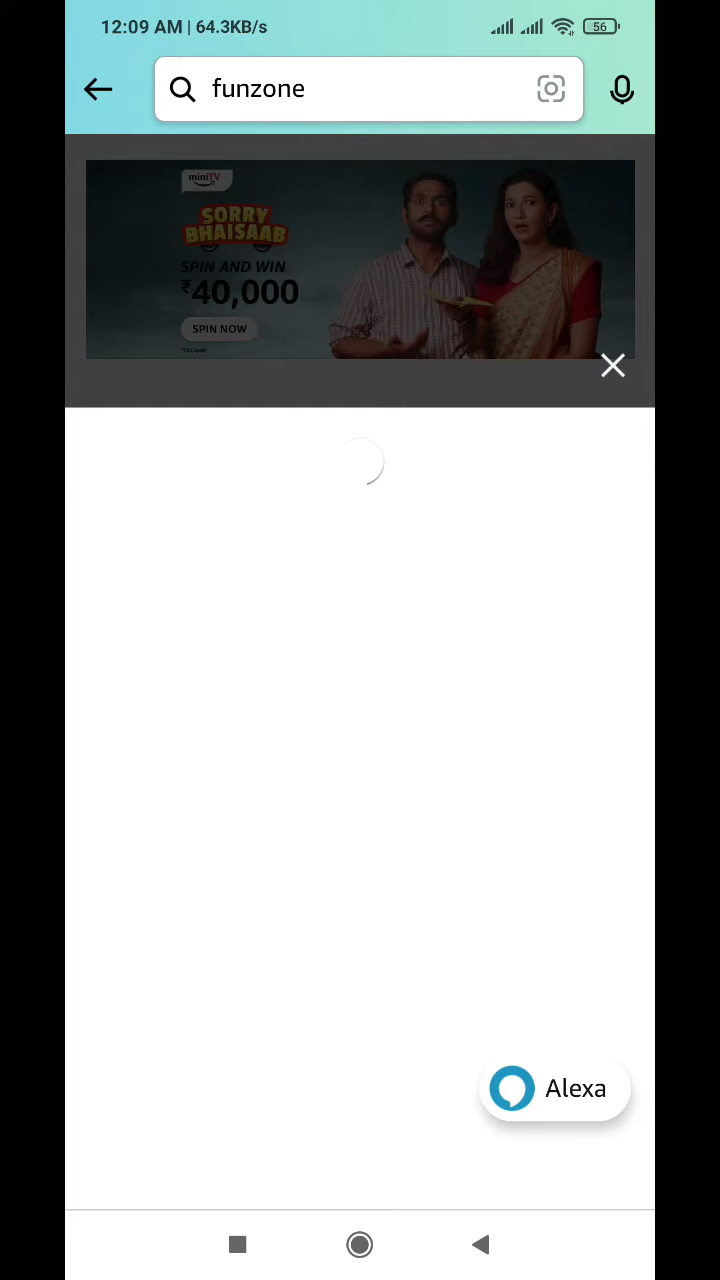 12:09 AM | 64.3KB/s
56
funzone
miniTV
SORRY
BHAISAAB
SPIN AND WIN
₹40,000
SPIN NOW
Alexa